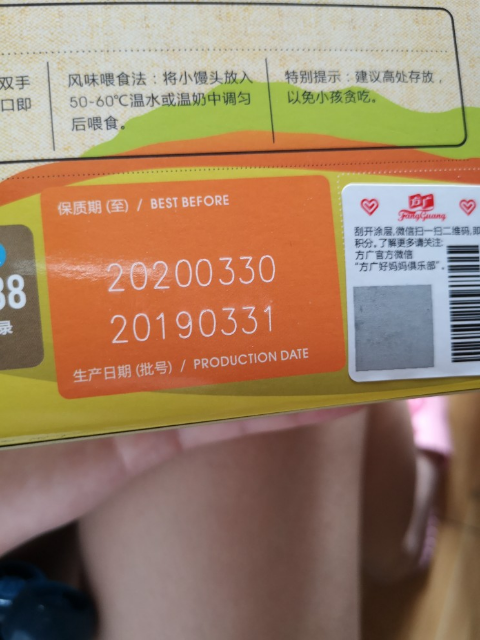 双手
口即
风味喂食法：将小馒头放入
50-60℃温水或温奶中调匀
后喂食。
特别提示：建议高处存放，
以免小孩贪吃。
保质期 (至) / BEST BEFORE
20200330
20190331
生产日期 (批号) / PRODUCTION DATE
38
录
方广
FangGuang
刮开涂层,微信扫一扫二维码,即
积分。了解更多请关注:
方广官方微信
"方广好妈妈俱乐部"。